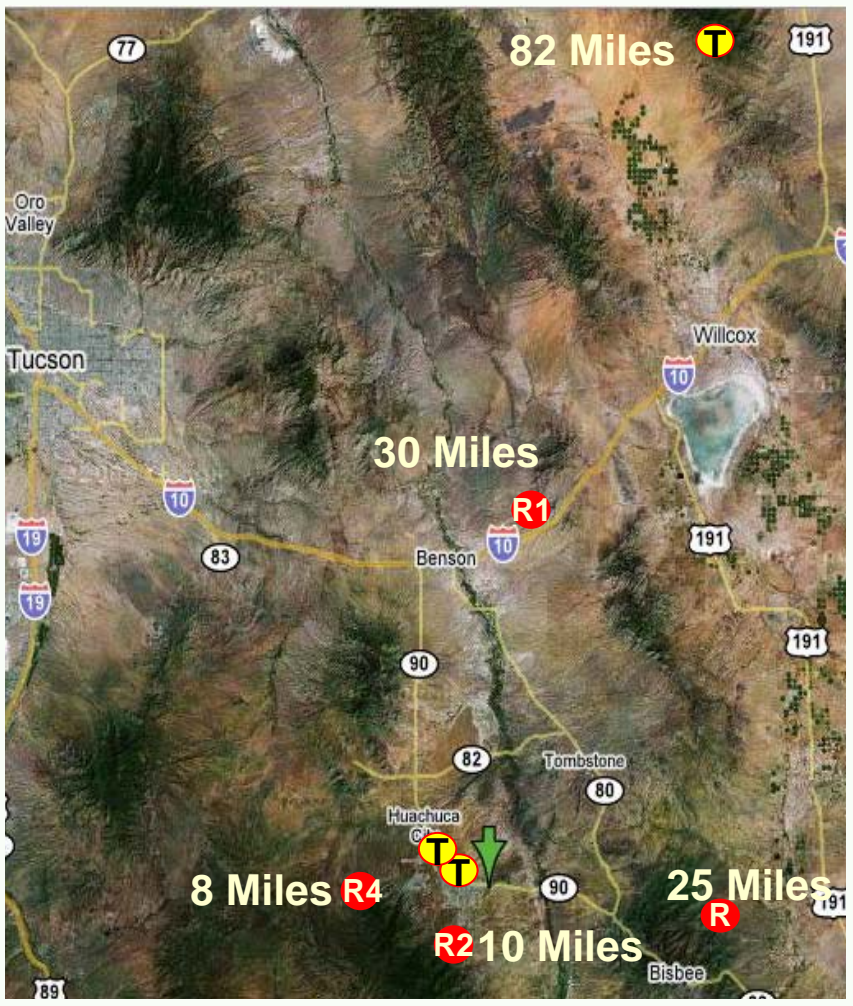 77
82 Miles
T
191
Oro
Valley
Willcox
Tucson
10
30 Miles
R1
10
19
83
Benson
10
191
19
90
191
82
Tombstone
80
Huachuca
T
T
8 Miles
R4
90
25 Miles
R
191
R2
10 Miles
Bisbee
89